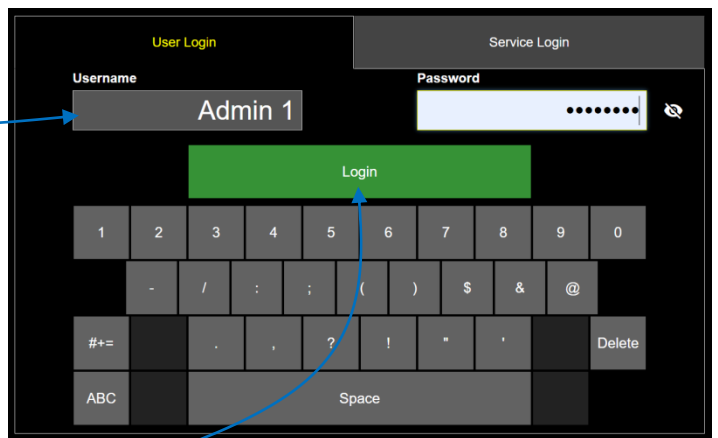 User Login Service Login
Username Password
Admin 1 ••••••••
Login
1 2 3 4 5 6 7 8 9 0
- / : ; ( ) $ & @
#+= . , ? ! " ' Delete
ABC Space